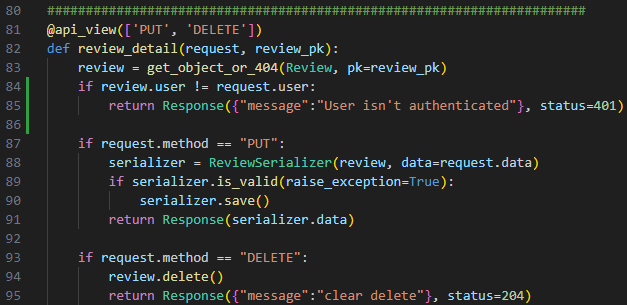 80 ######################################################################
81 @api_view(['PUT', 'DELETE'])
82 def review_detail(request, review_pk):
83     review = get_object_or_404(Review, pk=review_pk)
84     if review.user != request.user:
85         return Response({"message":"User isn't authenticated"}, status=401)
86
87     if request.method == "PUT":
88         serializer = ReviewSerializer(review, data=request.data)
89         if serializer.is_valid(raise_exception=True):
90             serializer.save()
91         return Response(serializer.data)
92
93     if request.method == "DELETE":
94         review.delete()
95         return Response({"message":"clear delete"}, status=204)